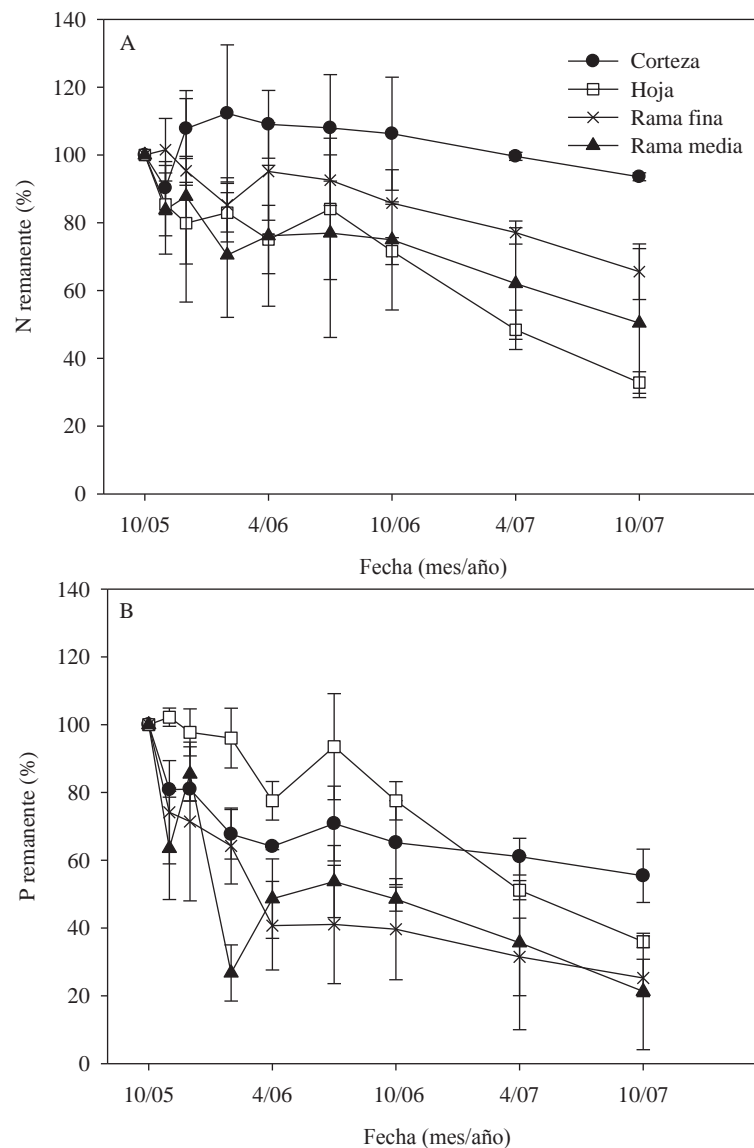 A
Corteza
Hoja
Rama fina
Rama media
N remanente (%)
140
120
100
80
60
40
20
0
10/05 4/06 10/06 4/07 10/07
Fecha (mes/año)
B
P remanente (%)
140
120
100
80
60
40
20
0
10/05 4/06 10/06 4/07 10/07
Fecha (mes/año)